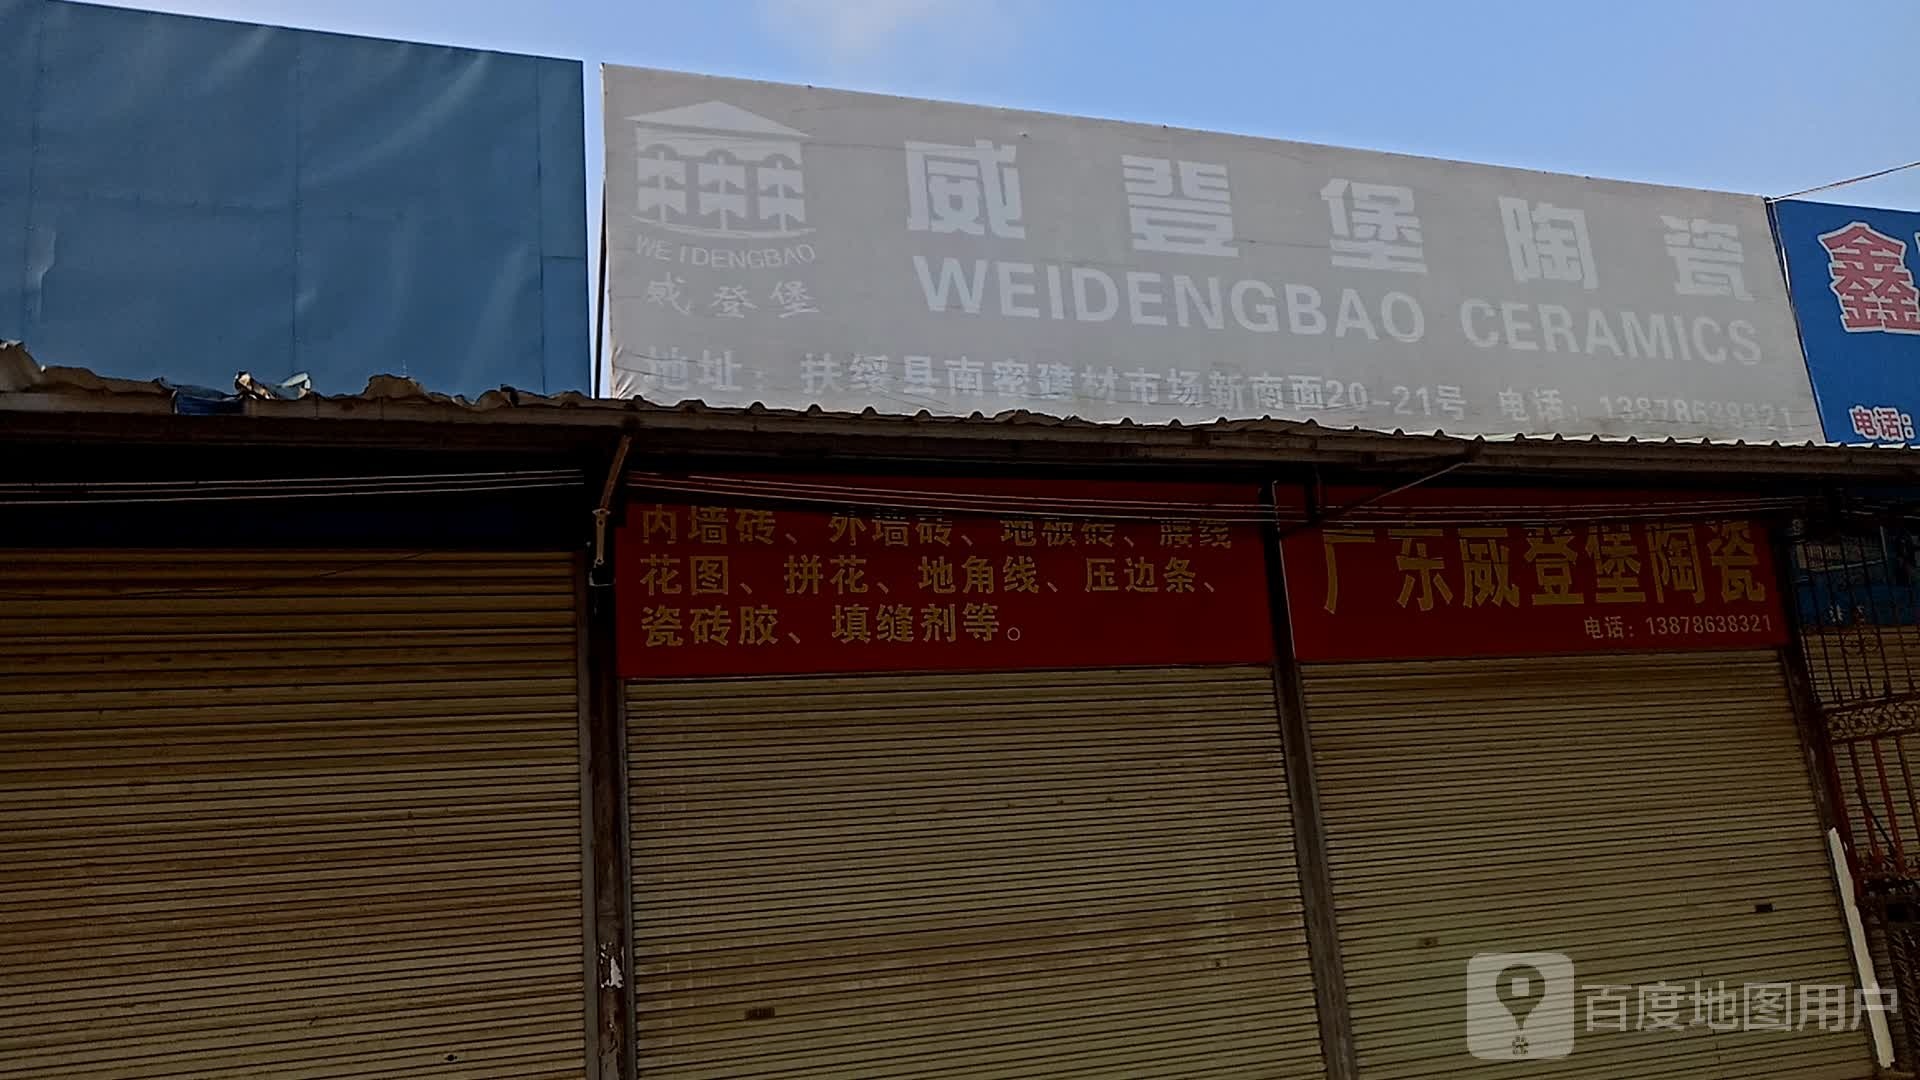 WEIDENGBAO
威登堡
威登堡陶瓷
WEIDENGBAO CERAMICS
地址：扶绥县南密建材市场新南面20-21号 电话：13878638321
鑫
电话：
内墙砖、外墙砖、地板砖、腰线
花图、拼花、地角线、压边条、
瓷砖胶、填缝剂等。
广东威登堡陶瓷
电话：13878638321
百度地图用户